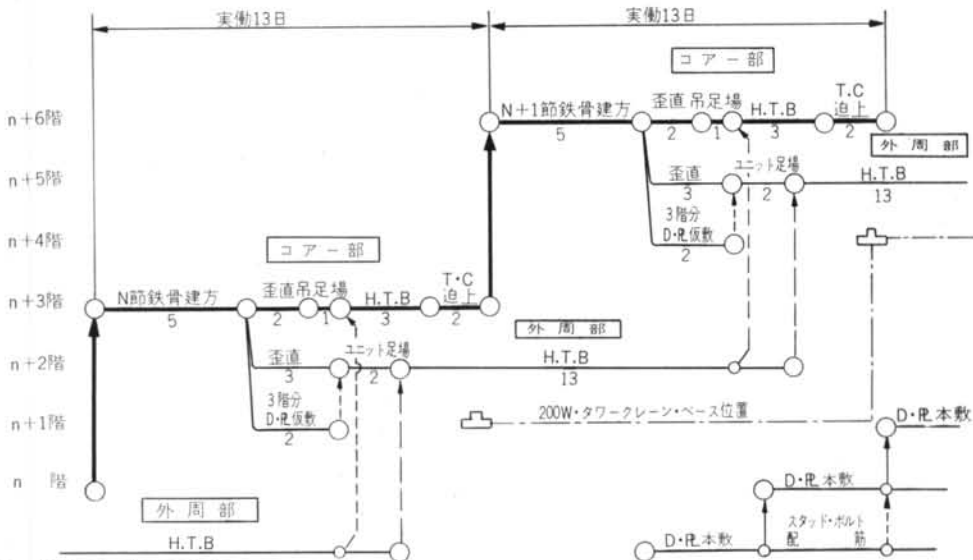 実働13日
実働13日
コアー部
n+6階
N+1節鉄骨建方
5
歪直
2
吊足場
1
H.T.B
3
T.C
迫上
2
外周部
n+5階
歪直
3
ユニット足場
2
H.T.B
13
n+4階
3階分
D・PL仮敷
2
コアー部
n+3階
N節鉄骨建方
5
歪直
2
吊足場
1
H.T.B
3
T・C
迫上
2
外周部
n+2階
歪直
3
ユニット足場
2
H.T.B
13
n+1階
3階分
D・PL仮敷
2
200W・タワークレーン・ベース位置
D・PL本敷
n 階
D・PL本敷
外周部
スタッド・ボルト
配筋
H.T.B
D・PL本敷